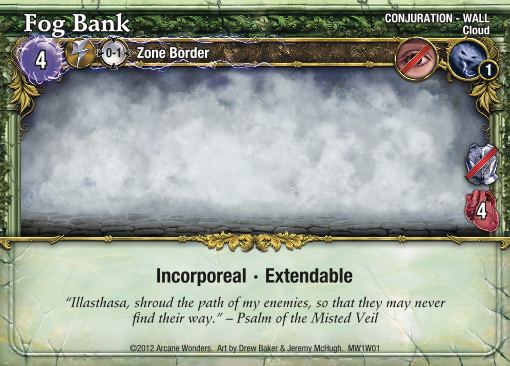 Fog Bank
CONJURATION - WALL
Cloud
4
0-1
Zone Border
1
4
Incorporeal · Extendable
“Illasthasa, shroud the path of my enemies, so that they may never
find their way.” – Psalm of the Misted Veil
©2012 Arcane Wonders. Art by Drew Baker & Jeremy McHugh. MW1W01